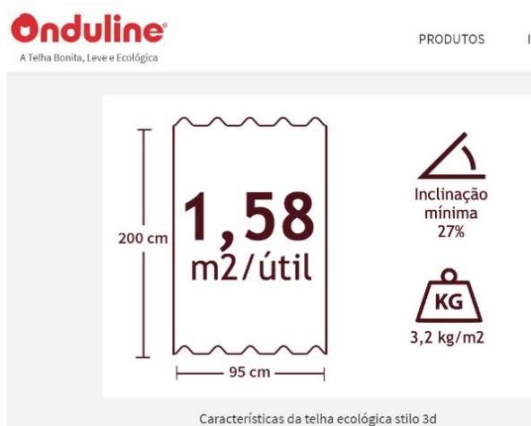 Onduline®
A Telha Bonita, Leve e Ecológica
PRODUTOS
200 cm
1,58
m2/útil
95 cm
Inclinação
mínima
27%
KG
3,2 kg/m2
Características da telha ecológica stilo 3d